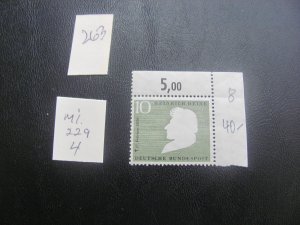 263
5,00
8
40,-
10
HEINRICH HEINE
DEUTSCHE BUNDESPOST
Mi.
229
4